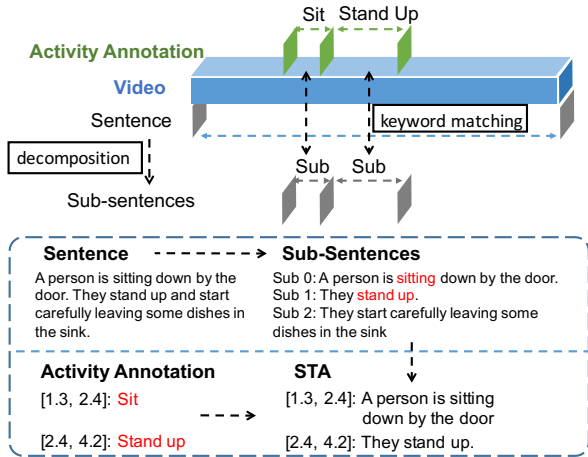 Sit
Stand Up
Activity Annotation
Video
Sentence
keyword matching
decomposition
Sub
Sub
Sub-sentences
Sentence
Sub-Sentences
A person is sitting down by the
door. They stand up and start
carefully leaving some dishes in
the sink.
Sub 0: A person is sitting down by the door.
Sub 1: They stand up.
Sub 2: They start carefully leaving some
dishes in the sink
Activity Annotation
STA
[1.3, 2.4]: Sit
[2.4, 4.2]: Stand up
[1.3, 2.4]: A person is sitting
down by the door
[2.4, 4.2]: They stand up.